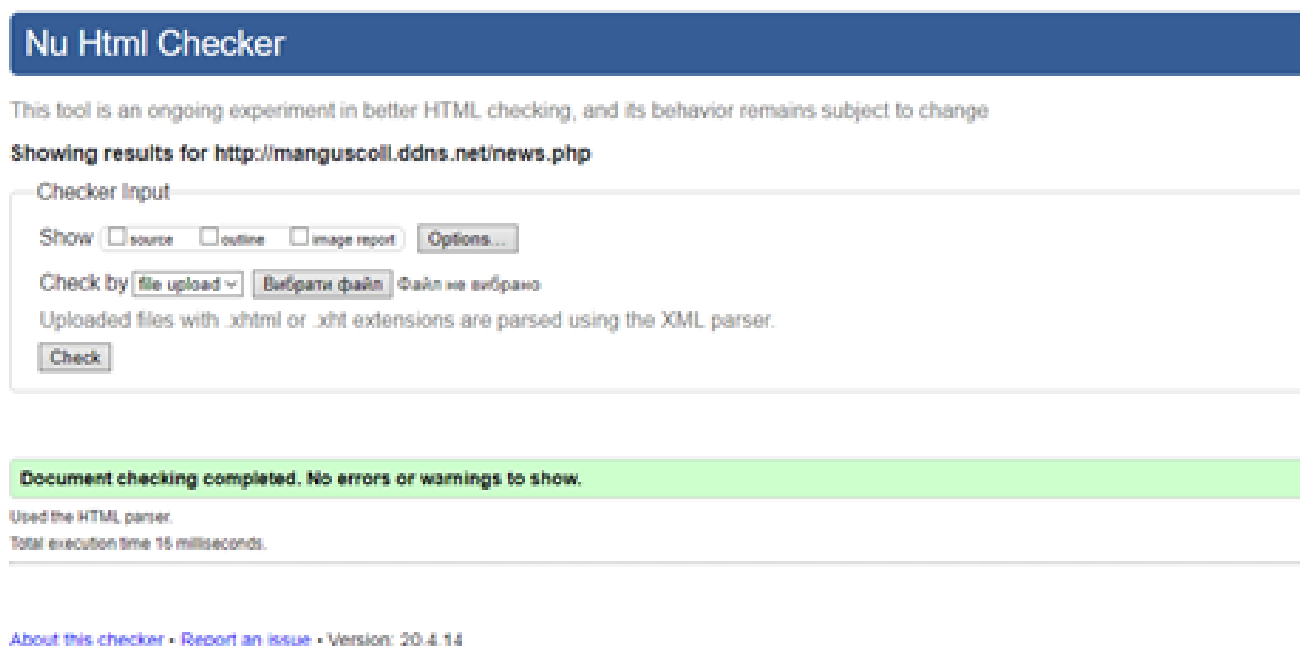 Nu Html Checker
This tool is an ongoing experiment in better HTML checking, and its behavior remains subject to change
Showing results for http://manguscoll.ddns.net/news.php
Checker Input
Show source outline image report Options...
Check by file upload Вибрати файл Файл не вибрано
Uploaded files with .xhtml or .xht extensions are parsed using the XML parser.
Check
Document checking completed. No errors or warnings to show.
Used the HTML parser.
Total execution time 15 milliseconds.
About this checker • Report an issue • Version: 20.4.14